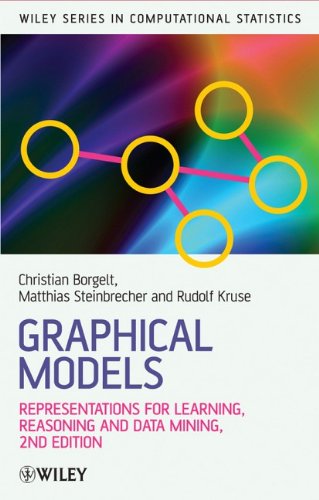 WILEY SERIES IN COMPUTATIONAL STATISTICS
Christian Borgelt,
Matthias Steinbrecher and Rudolf Kruse
GRAPHICAL
MODELS
REPRESENTATIONS FOR LEARNING,
REASONING AND DATA MINING,
2ND EDITION
WILEY